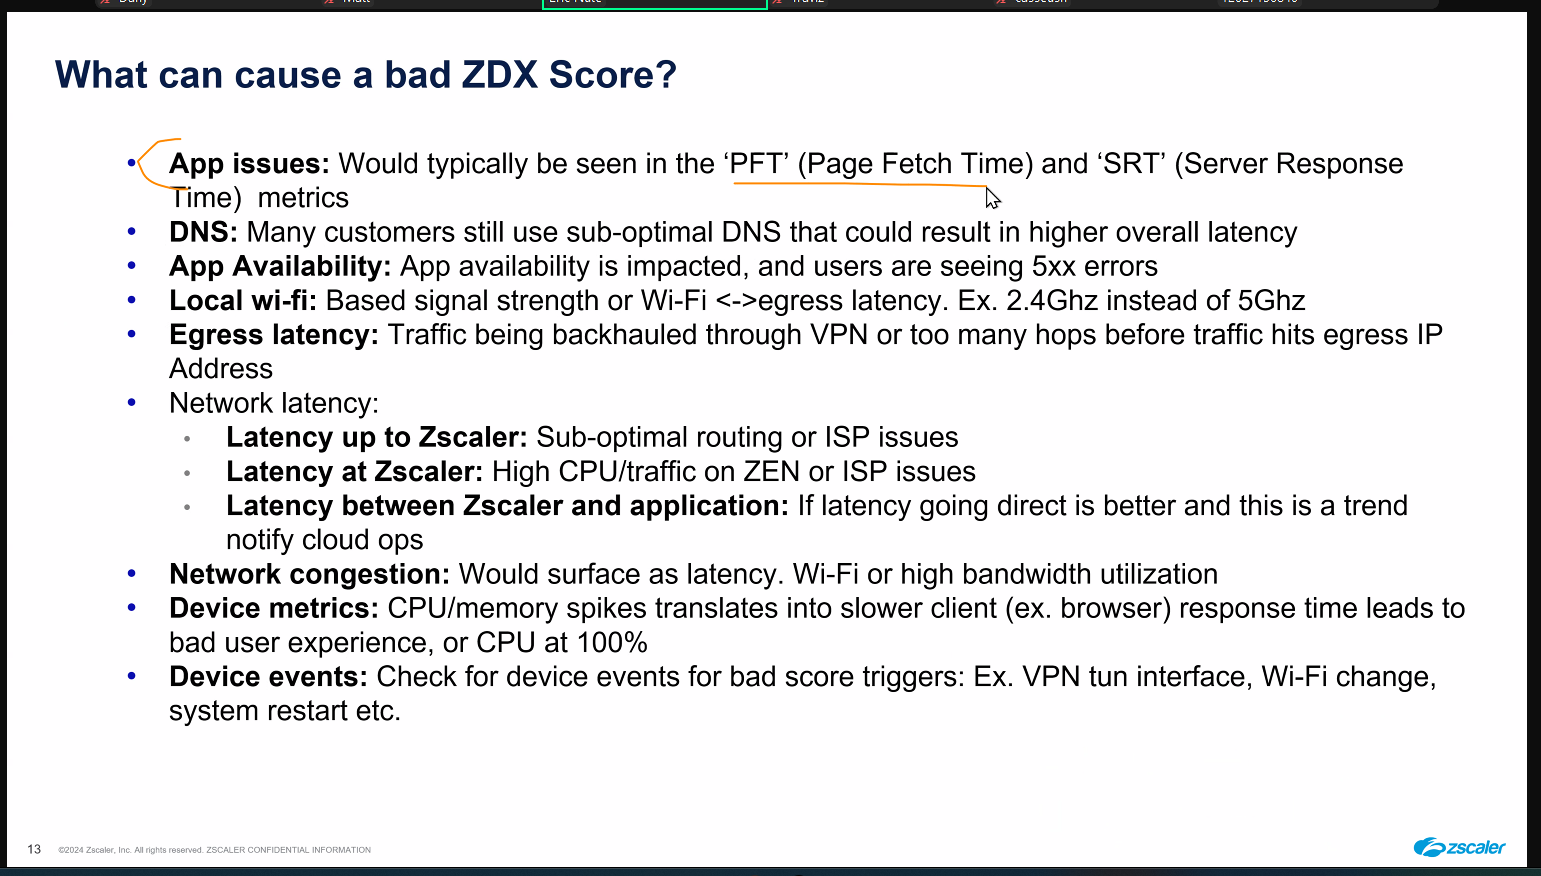 What can cause a bad ZDX Score?
• App issues: Would typically be seen in the ‘PFT’ (Page Fetch Time) and ‘SRT’ (Server Response
Time)  metrics
• DNS: Many customers still use sub-optimal DNS that could result in higher overall latency
• App Availability: App availability is impacted, and users are seeing 5xx errors
• Local wi-fi: Based signal strength or Wi-Fi <->egress latency. Ex. 2.4Ghz instead of 5Ghz
• Egress latency: Traffic being backhauled through VPN or too many hops before traffic hits egress IP
Address
• Network latency:
• Latency up to Zscaler: Sub-optimal routing or ISP issues
• Latency at Zscaler: High CPU/traffic on ZEN or ISP issues
• Latency between Zscaler and application: If latency going direct is better and this is a trend
notify cloud ops
• Network congestion: Would surface as latency. Wi-Fi or high bandwidth utilization
• Device metrics: CPU/memory spikes translates into slower client (ex. browser) response time leads to
bad user experience, or CPU at 100%
• Device events: Check for device events for bad score triggers: Ex. VPN tun interface, Wi-Fi change,
system restart etc.
13 ©2024 Zscaler, Inc. All rights reserved. ZSCALER CONFIDENTIAL INFORMATION
zscaler